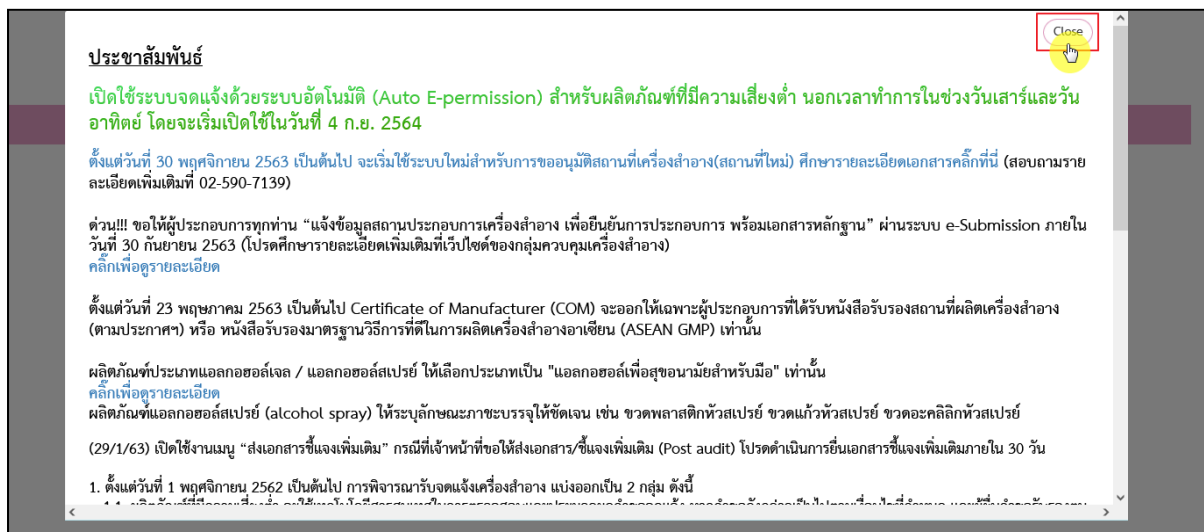 Close
ประชาสัมพันธ์
เปิดใช้ระบบจดแจ้งด้วยระบบอัตโนมัติ (Auto E-permission) สำหรับผลิตภัณฑ์ที่มีความเสี่ยงต่ำ นอกเวลาทำการในช่วงวันเสาร์และวัน
อาทิตย์ โดยจะเริ่มเปิดใช้ในวันที่ 4 ก.ย. 2564
ตั้งแต่วันที่ 30 พฤศจิกายน 2563 เป็นต้นไป จะเริ่มใช้ระบบใหม่สำหรับการขออนุมัติสถานที่เครื่องสำอาง(สถานที่ใหม่) ศึกษารายละเอียดเอกสารคลิ๊กที่นี่ (สอบถามราย
ละเอียดเพิ่มเติมที่ 02-590-7139)
ด่วน!!! ขอให้ผู้ประกอบการทุกท่าน “แจ้งข้อมูลสถานประกอบการเครื่องสำอาง เพื่อยืนยันการประกอบการ พร้อมเอกสารหลักฐาน” ผ่านระบบ e-Submission ภายใน
วันที่ 30 กันยายน 2563 (โปรดศึกษารายละเอียดเพิ่มเติมที่เว็ปไซด์ของกลุ่มควบคุมเครื่องสำอาง)
คลิ๊กเพื่อดูรายละเอียด
ตั้งแต่วันที่ 23 พฤษภาคม 2563 เป็นต้นไป Certificate of Manufacturer (COM) จะออกให้เฉพาะผู้ประกอบการที่ได้รับหนังสือรับรองสถานที่ผลิตเครื่องสำอาง
(ตามประกาศฯ) หรือ หนังสือรับรองมาตรฐานวิธีการที่ดีในการผลิตเครื่องสำอางอาเซียน (ASEAN GMP) เท่านั้น
ผลิตภัณฑ์ประเภทแอลกอฮอล์เจล / แอลกอฮอล์สเปรย์ ให้เลือกประเภทเป็น "แอลกอฮอล์เพื่อสุขอนามัยสำหรับมือ" เท่านั้น
คลิ๊กเพื่อดูรายละเอียด
ผลิตภัณฑ์แอลกอฮอล์สเปรย์ (alcohol spray) ให้ระบุลักษณะภาชะบรรจุให้ชัดเจน เช่น ขวดพลาสติกหัวสเปรย์ ขวดแก้วหัวสเปรย์ ขวดอะคลิลิกหัวสเปรย์
(29/1/63) เปิดใช้งานเมนู “ส่งเอกสารชี้แจงเพิ่มเติม” กรณีที่เจ้าหน้าที่ขอให้ส่งเอกสาร/ชี้แจงเพิ่มเติม (Post audit) โปรดดำเนินการยื่นเอกสารชี้แจงเพิ่มเติมภายใน 30 วัน
1. ตั้งแต่วันที่ 1 พฤศจิกายน 2562 เป็นต้นไป การพิจารณารับจดแจ้งเครื่องสำอาง แบ่งออกเป็น 2 กลุ่ม ดังนี้